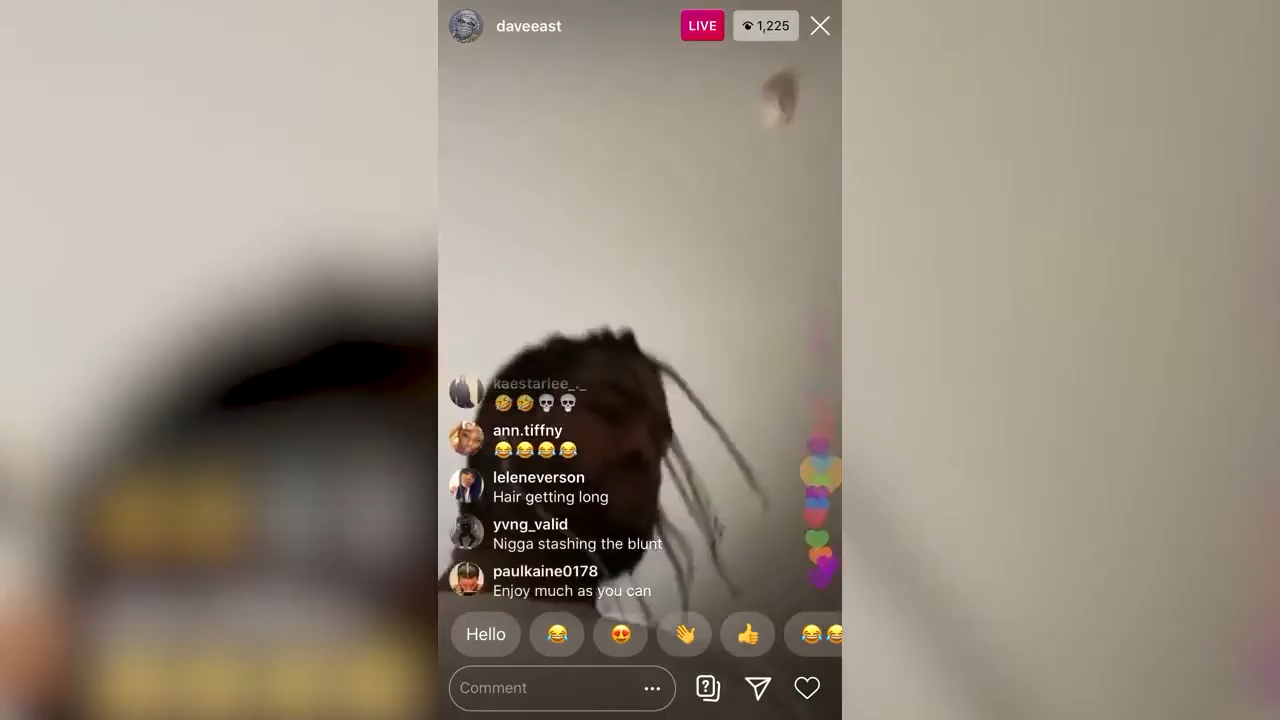 daveeast
LIVE
1,225
kaestarlee_._
🤣🤣💀💀
ann.tiffny
😂😂😂😂
leleneverson
Hair getting long
yvng_valid
Nigga stashing the blunt
paulkaine0178
Enjoy much as you can
Hello
Comment